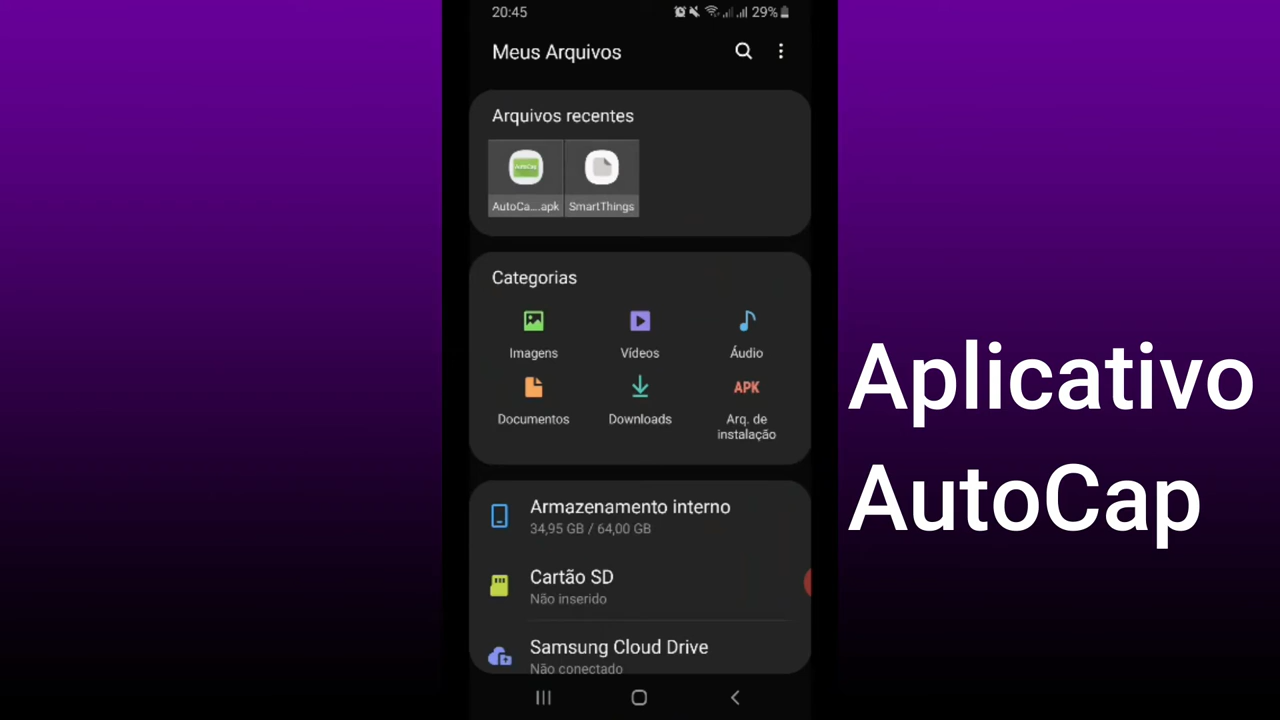 20:45
29%
Meus Arquivos
Arquivos recentes
AutoCap
AutoCa....apk
SmartThings
Categorias
Imagens
Vídeos
Áudio
APK
Documentos
Downloads
Arq. de
instalação
Armazenamento interno
34,95 GB / 64,00 GB
Cartão SD
Não inserido
Samsung Cloud Drive
Não conectado
Aplicativo
AutoCap